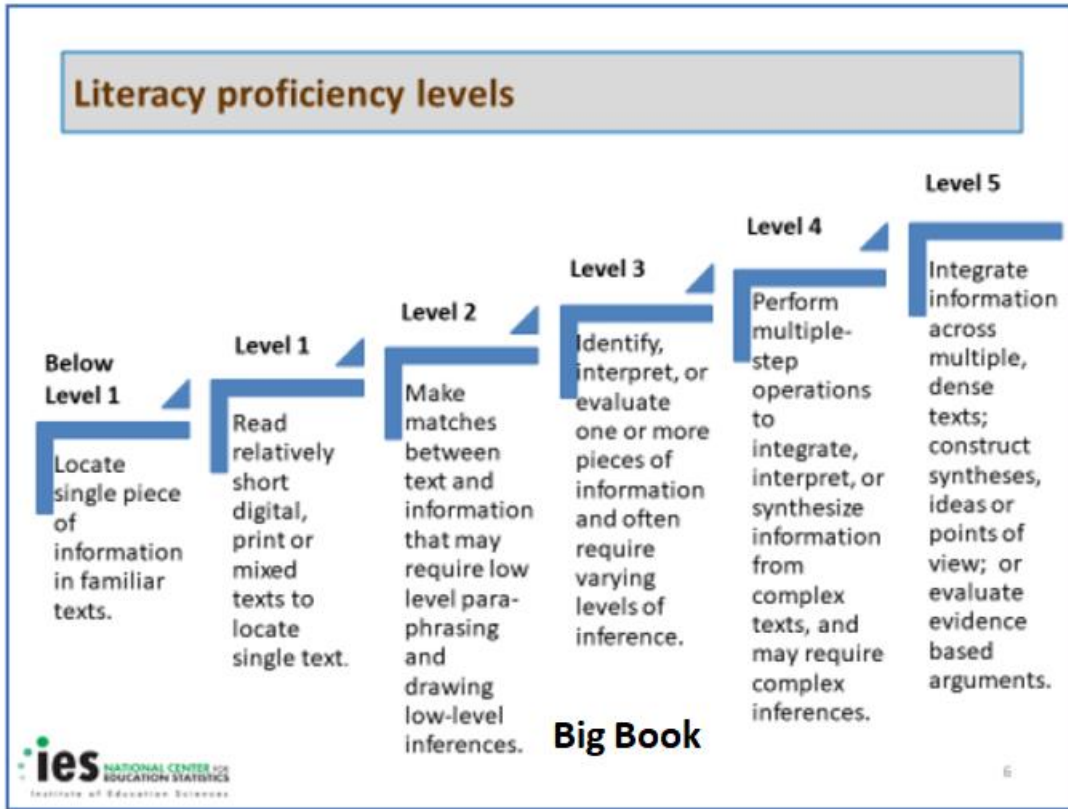 Literacy proficiency levels
Below
Level 1
Locate
single piece
of
information
in familiar
texts.
Level 1
Read
relatively
short
digital,
print or
mixed
texts to
locate
single text.
Level 2
Make
matches
between
text and
information
that may
require low
level para-
phrasing
and
drawing
low-level
inferences.
Level 3
Identify,
interpret, or
evaluate
one or more
pieces of
information
and often
require
varying
levels of
inference.
Level 4
Perform
multiple-
step
operations
to
integrate,
interpret, or
synthesize
information
from
complex
texts, and
may require
complex
inferences.
Level 5
Integrate
information
across
multiple,
dense
texts;
construct
syntheses,
ideas or
points of
view; or
evaluate
evidence
based
arguments.
Big Book
ies NATIONAL CENTER FOR
EDUCATION STATISTICS
Institute of Education Sciences
6